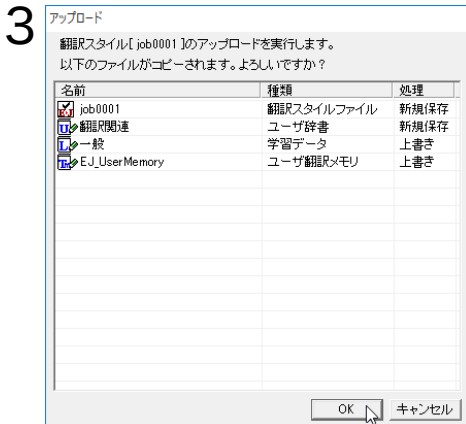 3
アップロード
翻訳スタイル[ job0001 ]のアップロードを実行します。
以下のファイルがコピーされます。よろしいですか？
名前 種類 処理
job0001 翻訳スタイルファイル 新規保存
翻訳関連 ユーザ辞書 新規保存
一般 学習データ 上書き
EJ_UserMemory ユーザ翻訳メモリ 上書き
OK キャンセル